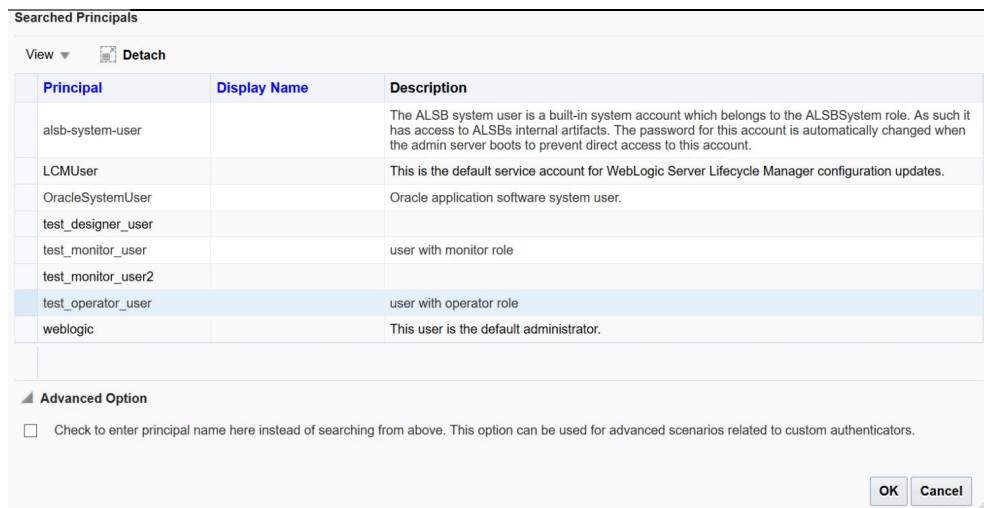 Searched Principals
View Detach
Principal Display Name Description
The ALSB system user is a built-in system account which belongs to the ALSBSystem role. As such it
alsb-system-user has access to ALSBs internal artifacts. The password for this account is automatically changed when
the admin server boots to prevent direct access to this account.
LCMUser This is the default service account for WebLogic Server Lifecycle Manager configuration updates.
OracleSystemUser Oracle application software system user.
test_designer_user
test_monitor_user user with monitor role
test_monitor_user2
test_operator_user user with operator role
weblogic This user is the default administrator.
Advanced Option
Check to enter principal name here instead of searching from above. This option can be used for advanced scenarios related to custom authenticators.
OK Cancel